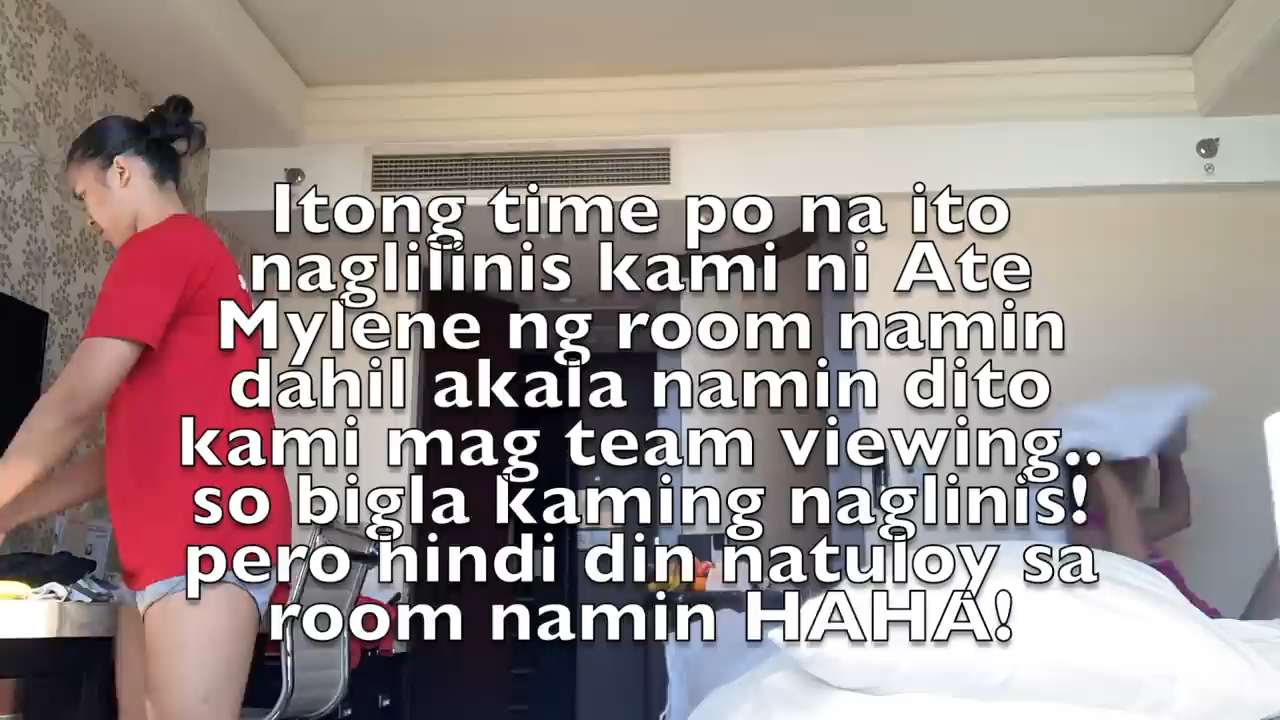 Itong time po na ito
naglilinis kami ni Ate
Mylene ng room namin
dahil akala namin dito
kami mag team viewing..
so bigla kaming naglinis!
pero hindi din natuloy sa
room namin HAHA!